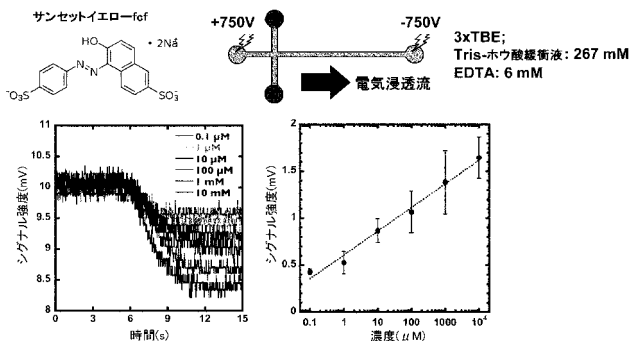 サンセットイエローfcf
HO
• 2Na⁺
N=N
⁻O₃S
SO₃⁻
+750V
-750V
電気浸透流
3xTBE;
Tris-ホウ酸緩衝液: 267 mM
EDTA: 6 mM
シグナル強度(mV)
10.5
10
9.5
9
8.5
8
0.1 μM
1 μM
10 μM
100 μM
1 mM
10 mM
0 3 6 9 12 15
時間(s)
シグナル強度(mV)
2
1.5
1
0.5
0
0.1 1 10 100 1000 10⁴
濃度(μM)